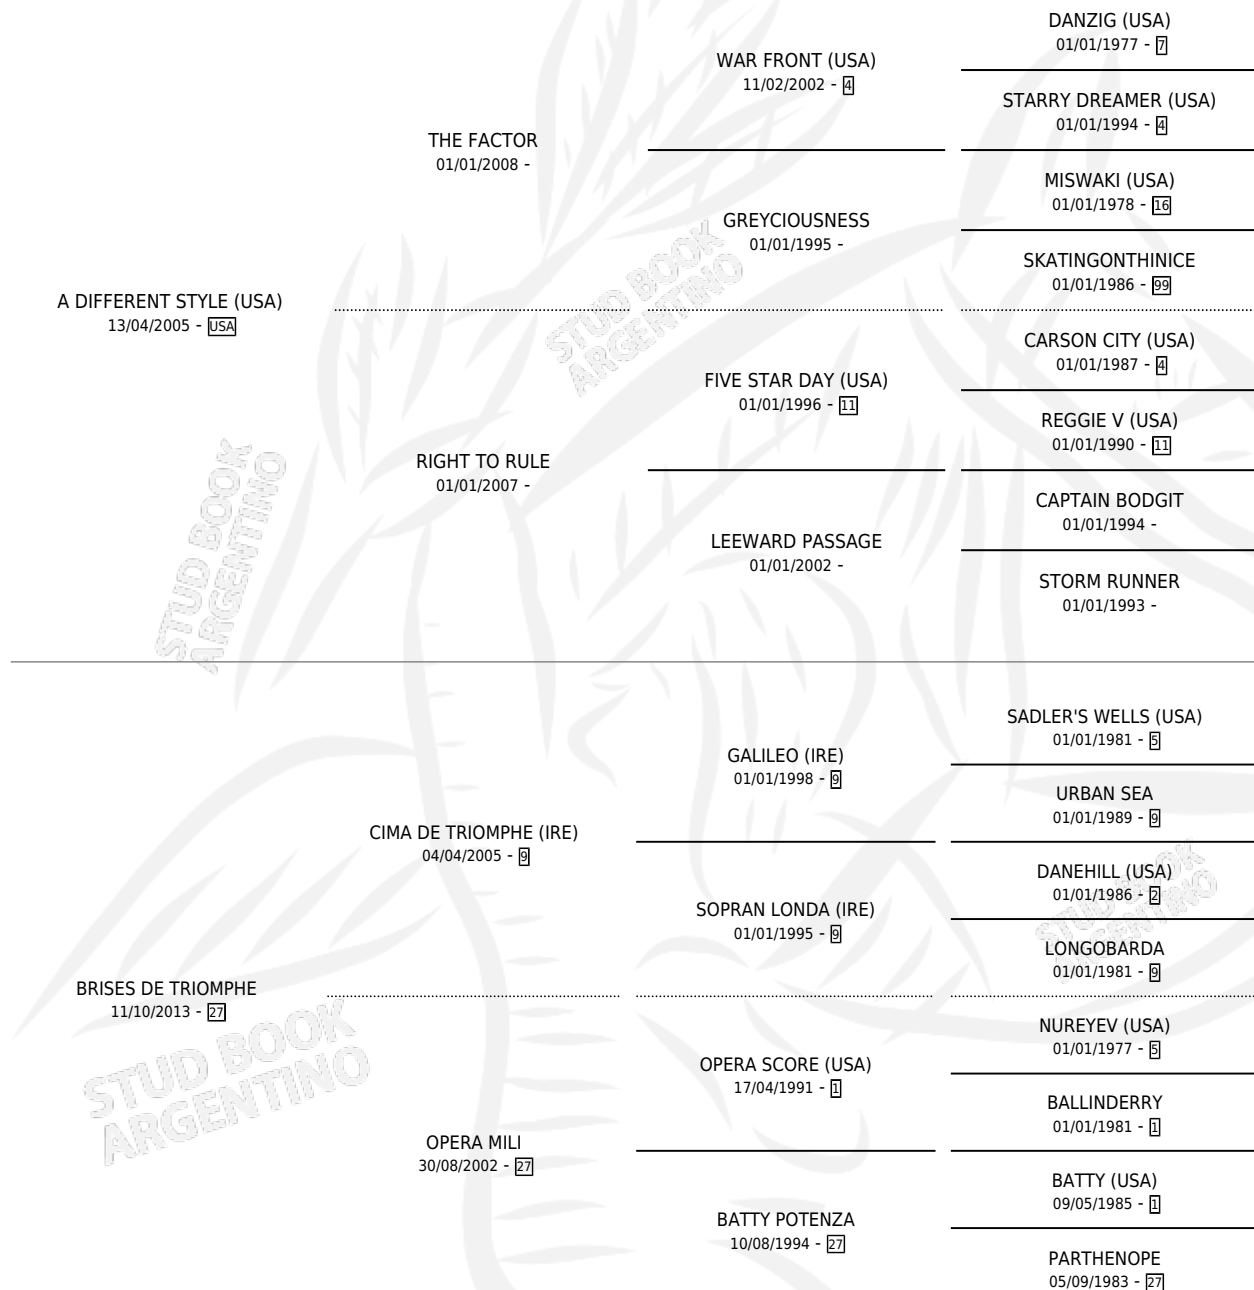 DANZIG (USA)
01/01/1977 - 7
WAR FRONT (USA)
11/02/2002 - 4
STARRY DREAMER (USA)
01/01/1994 - 4
THE FACTOR
01/01/2008 -
MISWAKI (USA)
01/01/1978 - 16
GREYCIOUSNESS
01/01/1995 -
SKATINGONTHINICE
01/01/1986 - 99
A DIFFERENT STYLE (USA)
13/04/2005 - USA
STUD BOOK
ARGENTINO
CARSON CITY (USA)
01/01/1987 - 4
FIVE STAR DAY (USA)
01/01/1996 - 11
REGGIE V (USA)
01/01/1990 - 11
RIGHT TO RULE
01/01/2007 -
CAPTAIN BODGIT
01/01/1994 -
LEEWARD PASSAGE
01/01/2002 -
STORM RUNNER
01/01/1993 -
STUD BOOK
ARGENTINO
SADLER'S WELLS (USA)
01/01/1981 - 5
GALILEO (IRE)
01/01/1998 - 9
URBAN SEA
01/01/1989 - 9
CIMA DE TRIOMPHE (IRE)
04/04/2005 - 9
DANEHILL (USA)
01/01/1986 - 2
SOPRAN LONDA (IRE)
01/01/1995 - 9
STUD BOOK
ARGENTINO
LONGOBARDA
01/01/1981 - 9
BRISES DE TRIOMPHE
11/10/2013 - 27
STUD BOOK
ARGENTINO
NUREYEV (USA)
01/01/1977 - 5
OPERA SCORE (USA)
17/04/1991 - 1
BALLINDERRY
01/01/1981 - 1
OPERA MILI
30/08/2002 - 27
BATTY (USA)
09/05/1985 - 1
BATTY POTENZA
10/08/1994 - 27
PARTHENOPE
05/09/1983 - 27